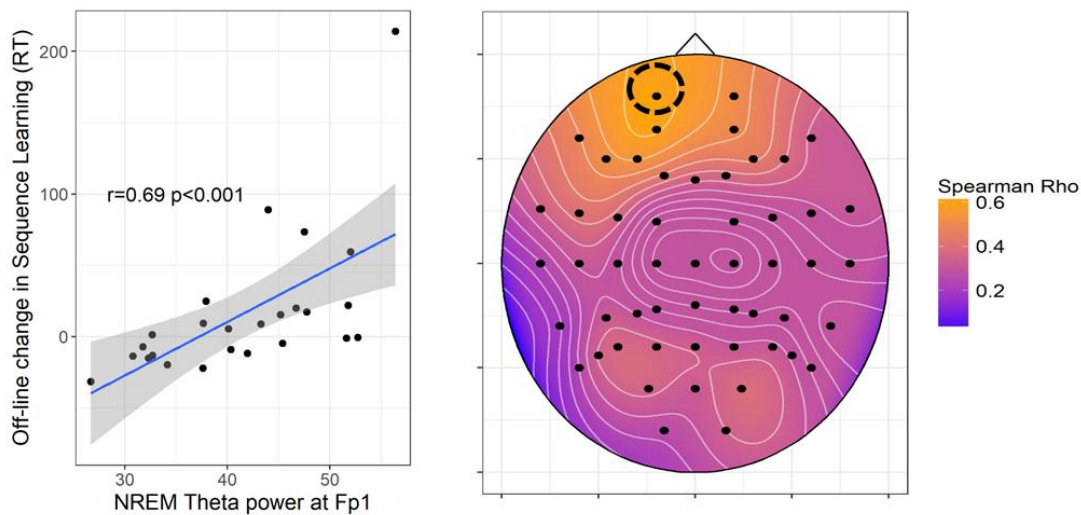 Off-line change in Sequence Learning (RT)
200
100
0
r=0.69 p<0.001
30
40
50
NREM Theta power at Fp1
Spearman Rho
0.6
0.4
0.2